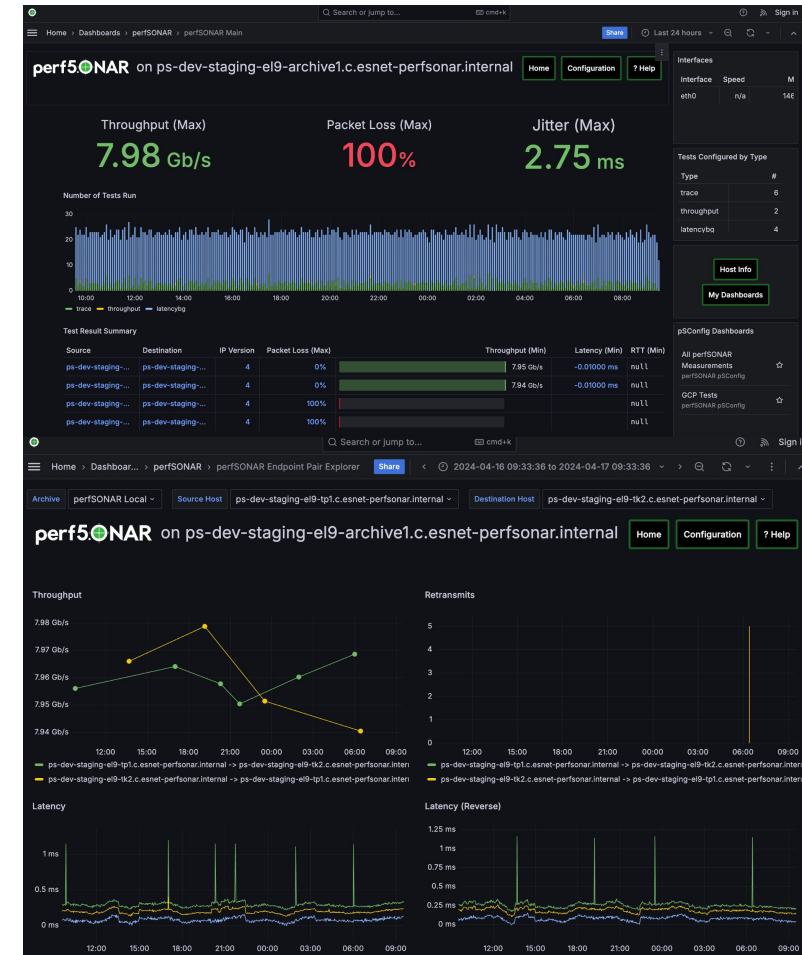 Search or jump to... cmd+k Sign in
Home › Dashboards › perfSONAR › perfSONAR Main Share Last 24 hours
perfS●NAR on ps-dev-staging-el9-archive1.c.esnet-perfsonar.internal Home Configuration ? Help
Throughput (Max) Packet Loss (Max) Jitter (Max)
7.98 Gb/s 100% 2.75 ms
Number of Tests Run
30
20
10
0
10:00 12:00 14:00 16:00 18:00 20:00 22:00 00:00 02:00 04:00 06:00 08:00
trace throughput latencybg
Test Result Summary
Source Destination IP Version Packet Loss (Max) Throughput (Min) Latency (Min) RTT (Min)
ps-dev-staging-... ps-dev-staging-... 4 0% 7.95 Gb/s -0.01000 ms null
ps-dev-staging-... ps-dev-staging-... 4 0% 7.94 Gb/s -0.01000 ms null
ps-dev-staging-... ps-dev-staging-... 4 100% null
ps-dev-staging-... ps-dev-staging-... 4 100% null
Interfaces
Interface Speed M
eth0 n/a 146
Tests Configured by Type
Type #
trace 6
throughput 2
latencybg 4
Host Info
My Dashboards
pSConfig Dashboards
All perfSONAR
Measurements
perfSONAR pSConfig
GCP Tests
perfSONAR pSConfig
Search or jump to... cmd+k Sign i
Home › Dashboar... › perfSONAR › perfSONAR Endpoint Pair Explorer Share 2024-04-16 09:33:36 to 2024-04-17 09:33:36
Archive perfSONAR Local Source Host ps-dev-staging-el9-tp1.c.esnet-perfsonar.internal Destination Host ps-dev-staging-el9-tk2.c.esnet-perfsonar.internal
perfS●NAR on ps-dev-staging-el9-archive1.c.esnet-perfsonar.internal Home Configuration ? Help
Throughput
7.98 Gb/s
7.97 Gb/s
7.96 Gb/s
7.95 Gb/s
7.94 Gb/s
12:00 15:00 18:00 21:00 00:00 03:00 06:00 09:00
ps-dev-staging-el9-tp1.c.esnet-perfsonar.internal -> ps-dev-staging-el9-tk2.c.esnet-perfsonar.inter
ps-dev-staging-el9-tk2.c.esnet-perfsonar.internal -> ps-dev-staging-el9-tp1.c.esnet-perfsonar.inter
Retransmits
5
4
3
2
1
0
12:00 15:00 18:00 21:00 00:00 03:00 06:00 09:00
ps-dev-staging-el9-tp1.c.esnet-perfsonar.internal -> ps-dev-staging-el9-tk2.c.esnet-perfsonar.inter
ps-dev-staging-el9-tk2.c.esnet-perfsonar.internal -> ps-dev-staging-el9-tp1.c.esnet-perfsonar.inter
Latency
1 ms
0.5 ms
0 ms
12:00 15:00 18:00 21:00 00:00 03:00 06:00 09:00
Latency (Reverse)
1.25 ms
1 ms
0.75 ms
0.5 ms
0.25 ms
0 ms
12:00 15:00 18:00 21:00 00:00 03:00 06:00 09:00